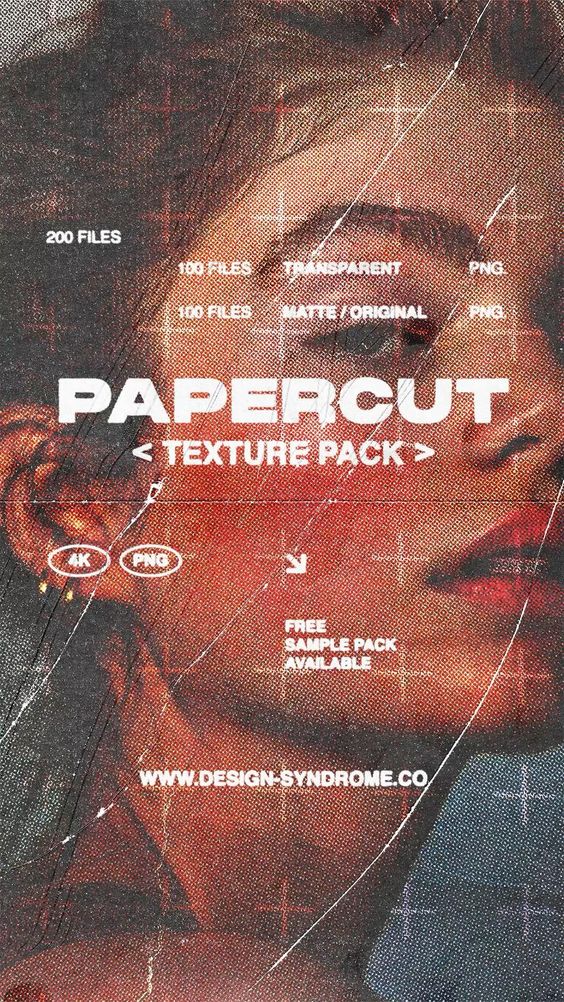 200 FILES
100 FILES TRANSPARENT PNG.
100 FILES MATTE / ORIGINAL PNG.
PAPERCUT
< TEXTURE PACK >
4K PNG
FREE
SAMPLE PACK
AVAILABLE
WWW.DESIGN-SYNDROME.CO